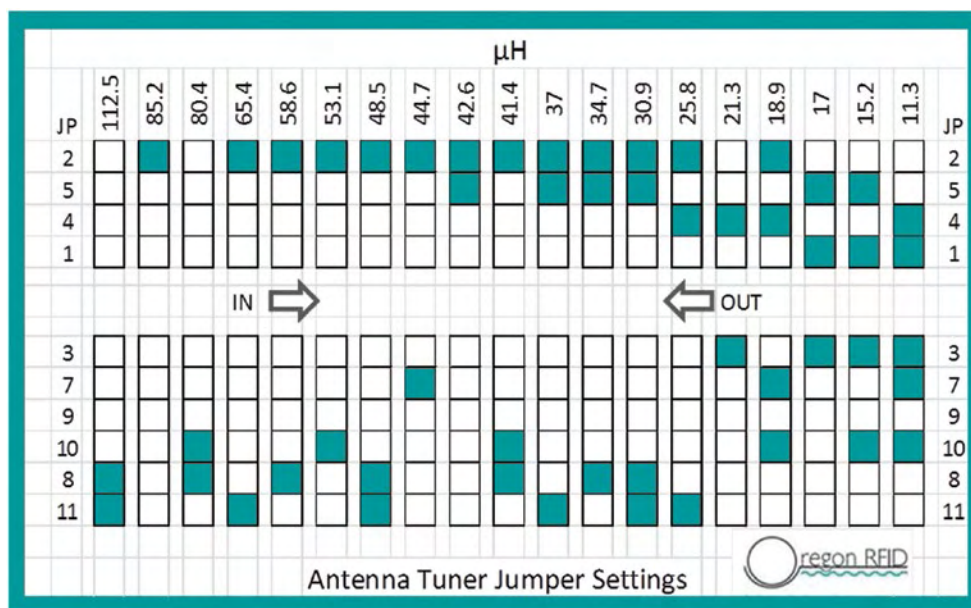 µH
JP 112.5 85.2 80.4 65.4 58.6 53.1 48.5 44.7 42.6 41.4 37 34.7 30.9 25.8 21.3 18.9 17 15.2 11.3 JP
2 2
5 5
4 4
1 1
IN OUT
3 3
7 7
9 9
10 10
8 8
11 11
Oregon RFID
Antenna Tuner Jumper Settings